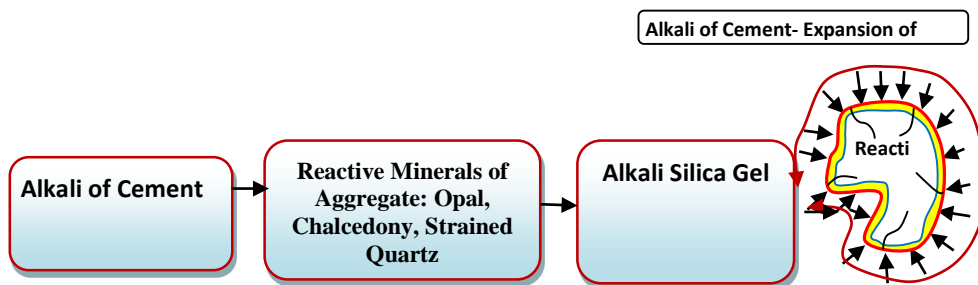 Alkali of Cement- Expansion of
Alkali of Cement
Reactive Minerals of
Aggregate: Opal,
Chalcedony, Strained
Quartz
Alkali Silica Gel
Reacti